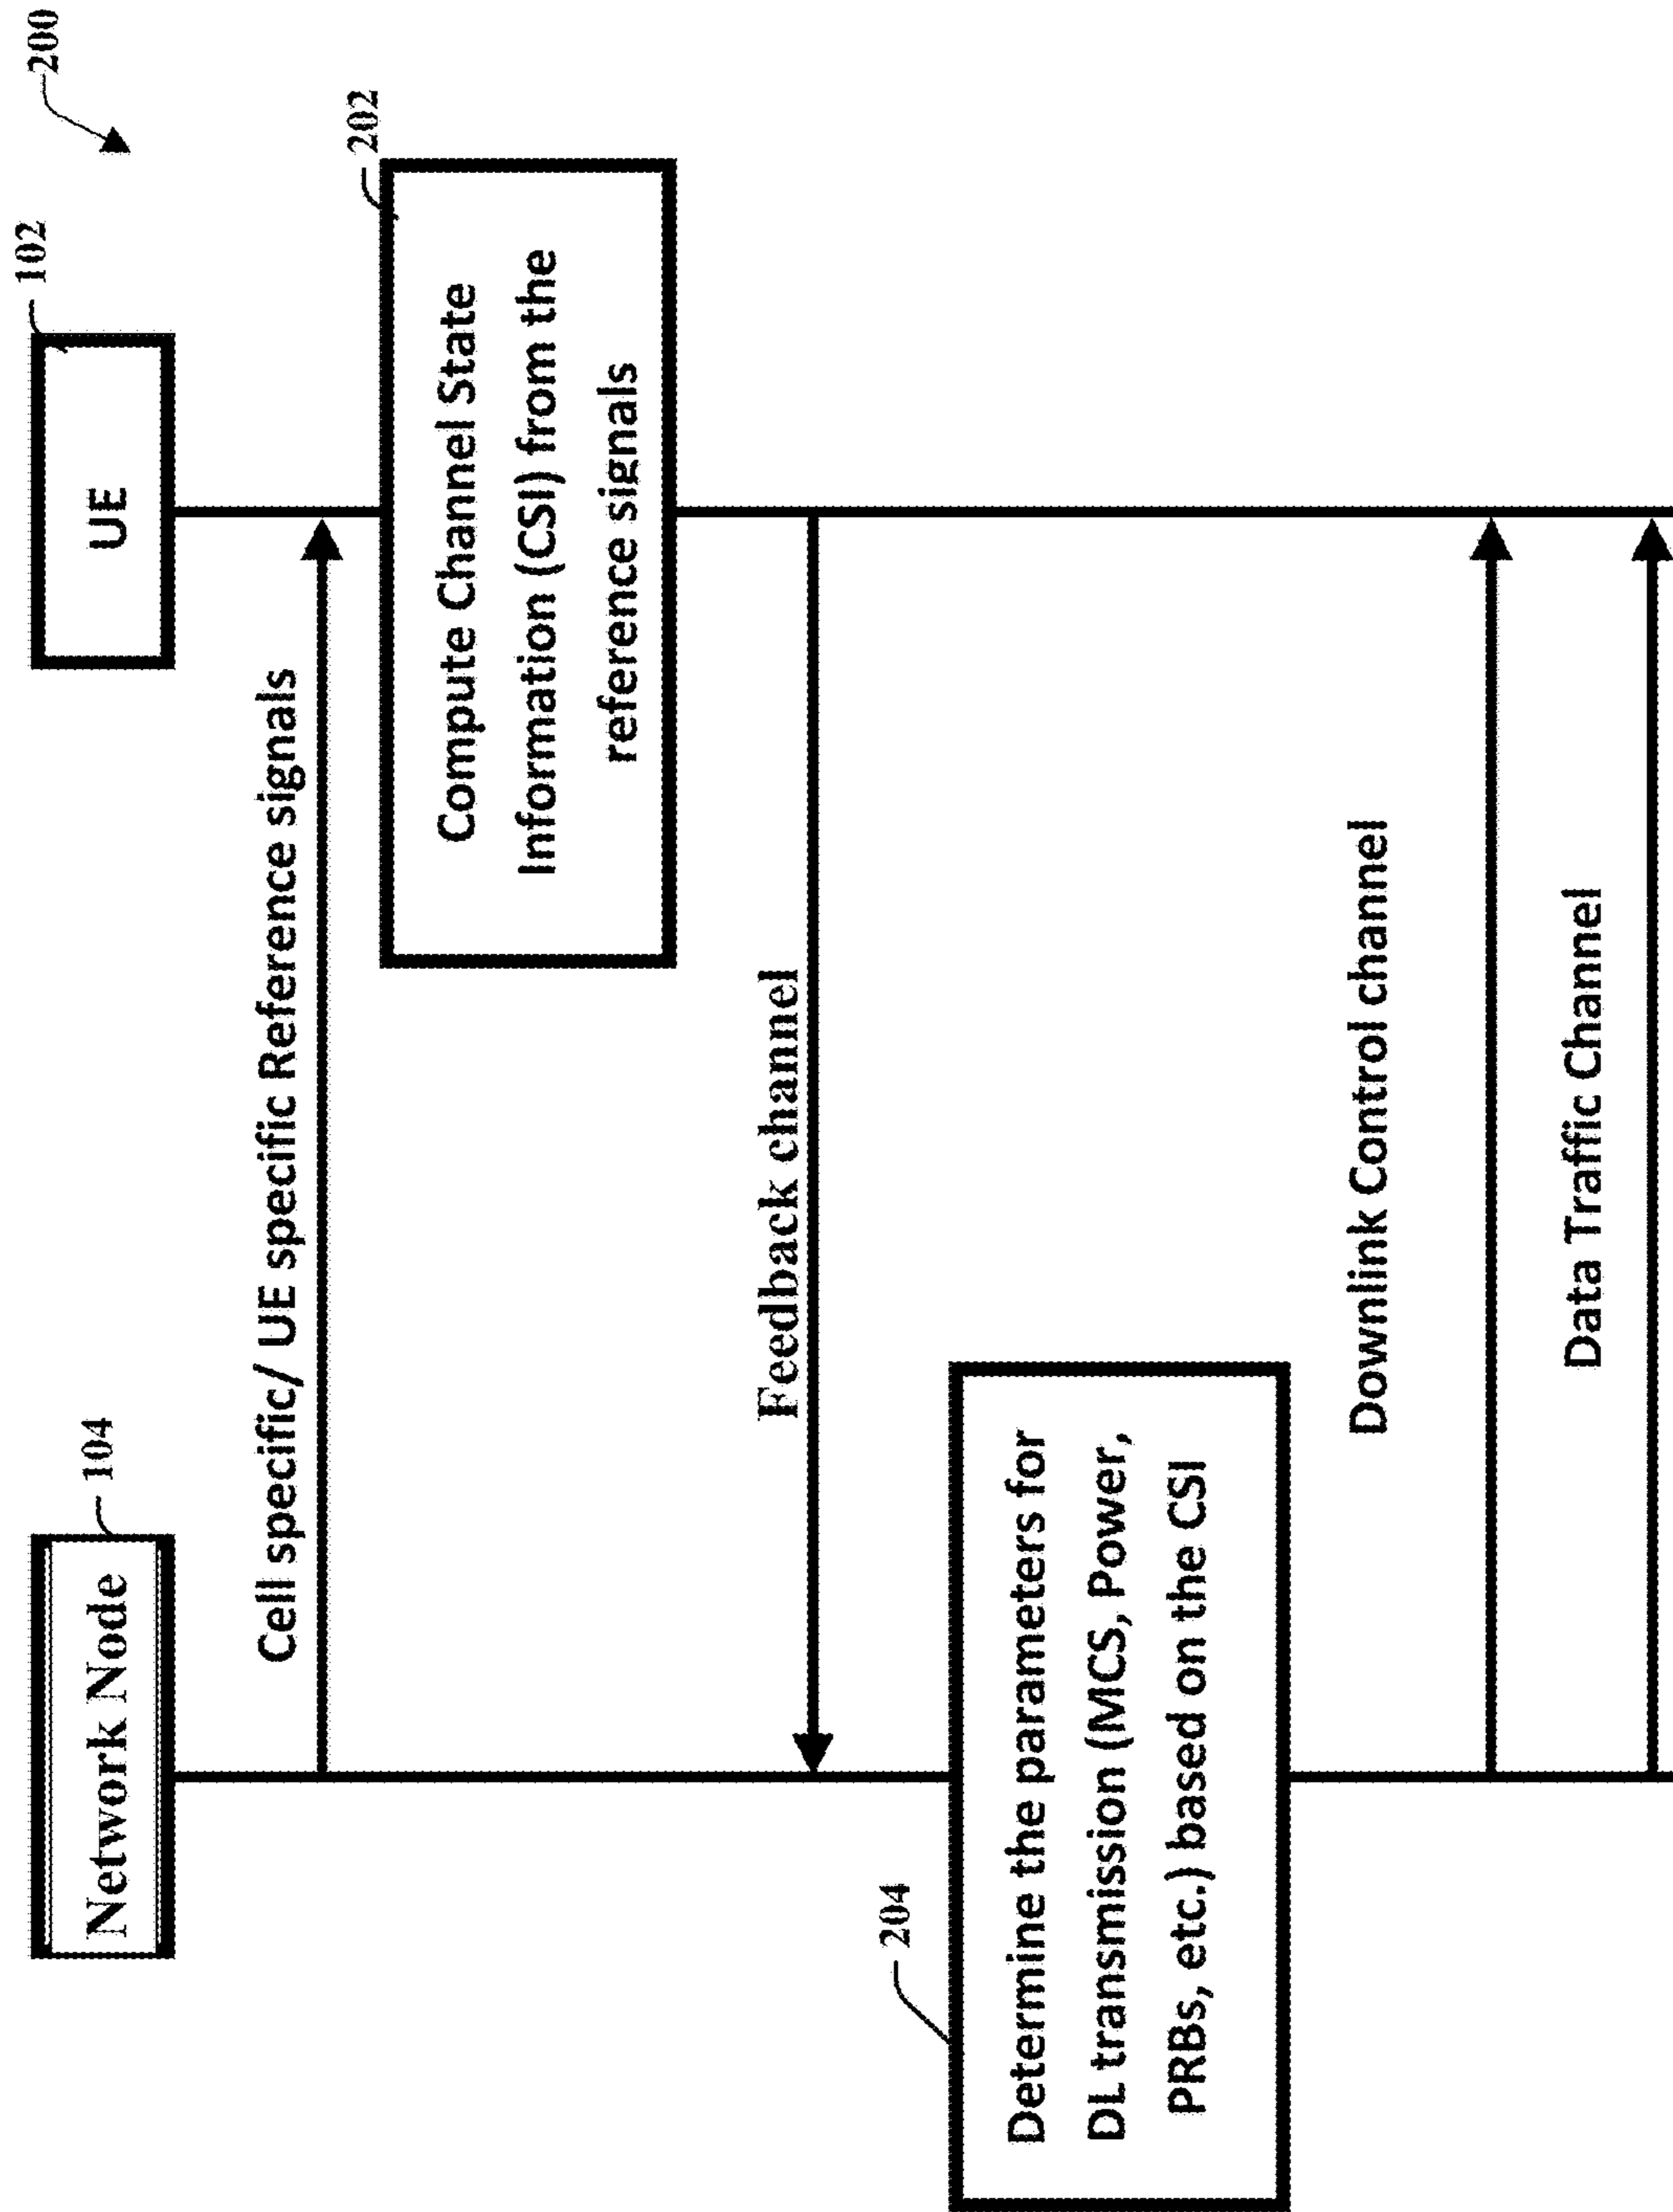 200
104
102
Network Node
UE
Cell specific/ UE specific Reference signals
202
Compute Channel State
Information (CSI) from the
reference signals
Feedback channel
204
Determine the parameters for
DL transmission (MCS, Power,
PRBs, etc.) based on the CSI
Downlink Control channel
Data Traffic Channel